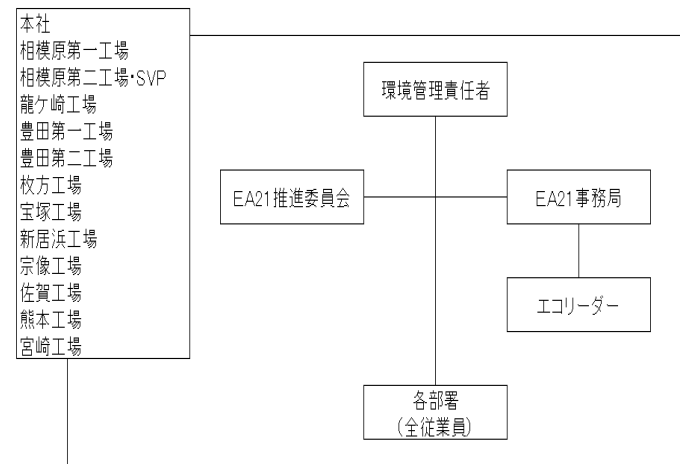 本社
相模原第一工場
相模原第二工場・SVP
龍ケ崎工場
豊田第一工場
豊田第二工場
枚方工場
宝塚工場
新居浜工場
宗像工場
佐賀工場
熊本工場
宮崎工場
環境管理責任者
EA21推進委員会
EA21事務局
エコリーダー
各部署
(全従業員)